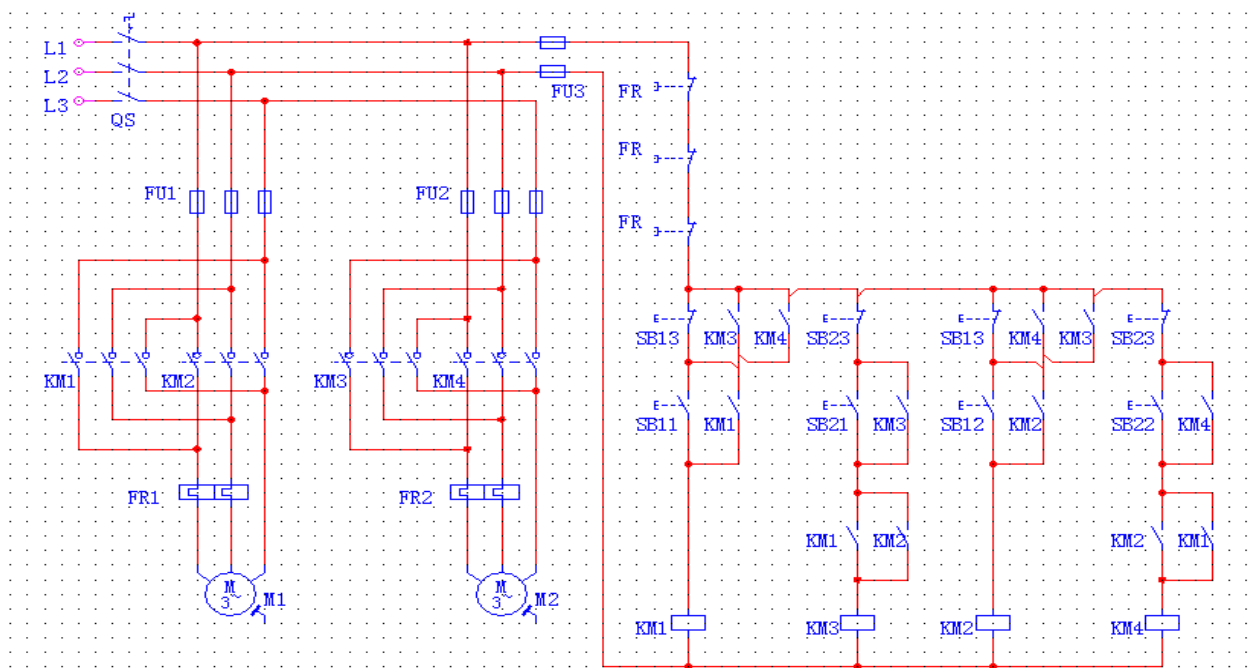 L1
L2
L3
QS
FU3
FR
FR
FR
FU1
FU2
SB13 KM3 KM4 SB23 SB13 KM4 KM3 SB23
KM1 KM2 KM3 KM4
SB11 KM1 SB21 KM3 SB12 KM2 SB22 KM4
FR1 FR2
KM1 KM2 KM2 KM1
M
3~
M1
M
3~
M2
KM1 KM3 KM2 KM4